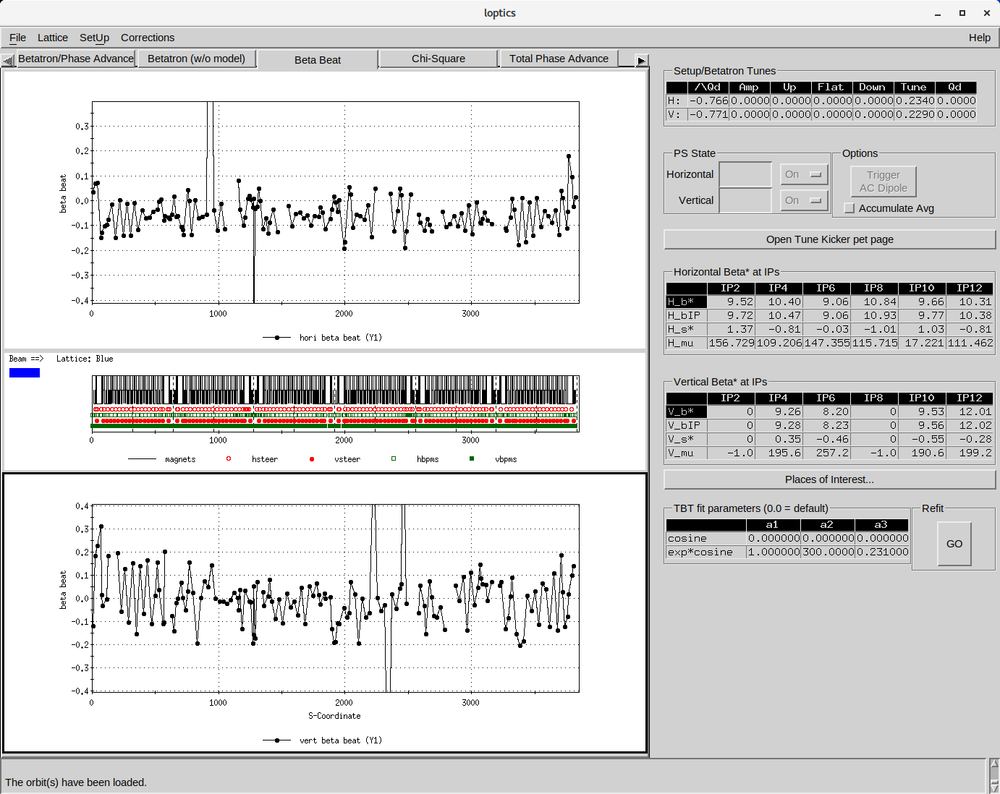 loptics
File Lattice SetUp Corrections Help
Betatron/Phase Advance Betatron (w/o model) Beta Beat Chi-Square Total Phase Advance
0.3
0.2
0.1
0.0
-0.1
-0.2
-0.3
-0.4
beta beat
0 1000 2000 3000
hori beta beat (Y1)
Beam ==> Lattice: Blue
0 1000 2000 3000
magnets hsteer vsteer hbpms vbpms
0.4
0.3
0.2
0.1
0.0
-0.1
-0.2
-0.3
-0.4
beta beat
0 1000 2000 3000
S-Coordinate
vert beta beat (Y1)
Setup/Betatron Tunes
/\Qd Amp Up Flat Down Tune Qd
H: -0.766 0.0000 0.0000 0.0000 0.0000 0.2340 0.0000
V: -0.771 0.0000 0.0000 0.0000 0.0000 0.2290 0.0000
PS State
Horizontal On
Vertical On
Options
Trigger
AC Dipole
Accumulate Avg
Open Tune Kicker pet page
Horizontal Beta* at IPs
IP2 IP4 IP6 IP8 IP10 IP12
H_b* 9.52 10.40 9.06 10.84 9.66 10.31
H_bIP 9.72 10.47 9.06 10.93 9.77 10.38
H_s* 1.37 -0.81 -0.03 -1.01 1.03 -0.81
H_mu 156.729 109.206 147.355 115.715 17.221 111.462
Vertical Beta* at IPs
IP2 IP4 IP6 IP8 IP10 IP12
V_b* 0 9.26 8.20 0 9.53 12.01
V_bIP 0 9.28 8.23 0 9.56 12.02
V_s* 0 0.35 -0.46 0 -0.55 -0.28
V_mu -1.0 195.6 257.2 -1.0 190.6 199.2
Places of Interest...
TBT fit parameters (0.0 = default)
a1 a2 a3
cosine 0.000000 0.000000 0.000000
exp*cosine 1.000000 300.0000 0.231000
Refit
GO
The orbit(s) have been loaded.